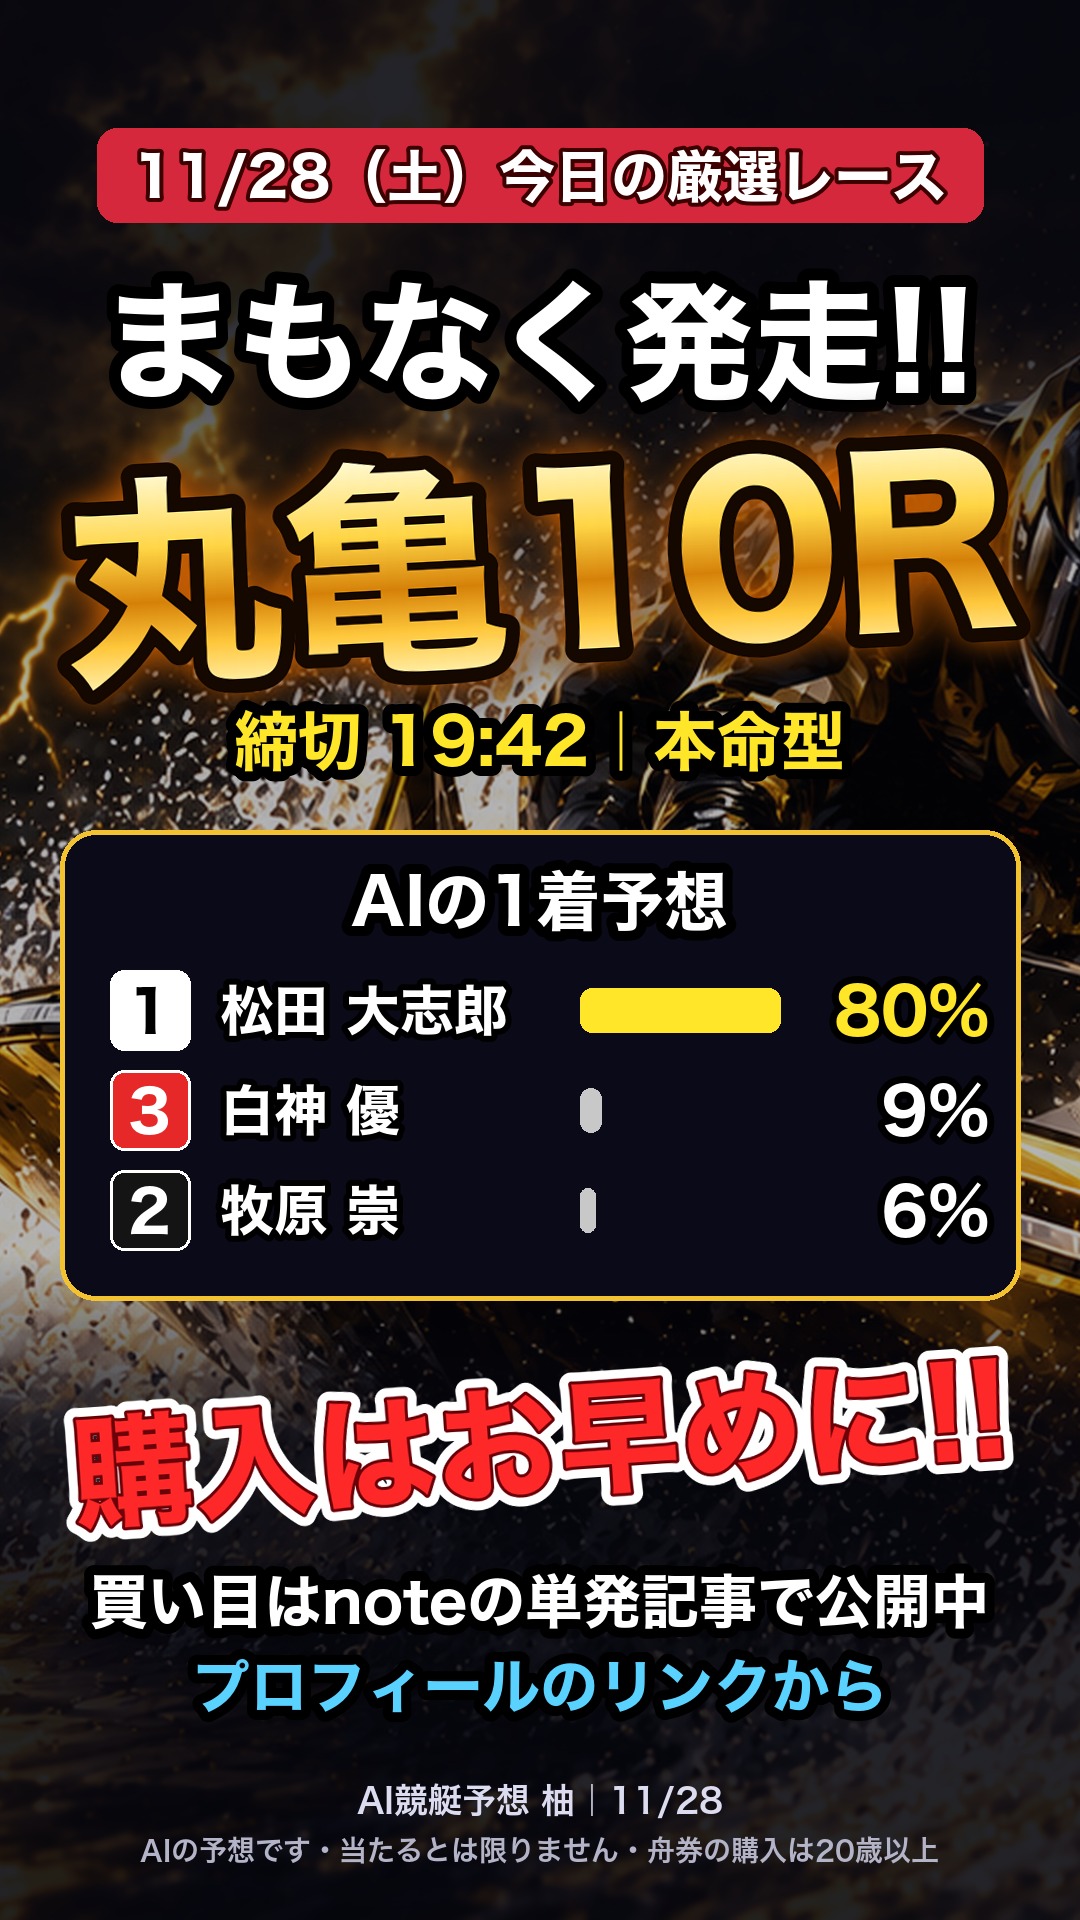 11/28（土）今日の厳選レース
まもなく発走!!
丸亀10R
締切 19:42｜本命型
AIの1着予想
1 松田 大志郎 80%
3 白神 優 9%
2 牧原 崇 6%
購入はお早めに!!
買い目はnoteの単発記事で公開中
プロフィールのリンクから
AI競艇予想 柚｜11/28
AIの予想です・当たるとは限りません・舟券の購入は20歳以上